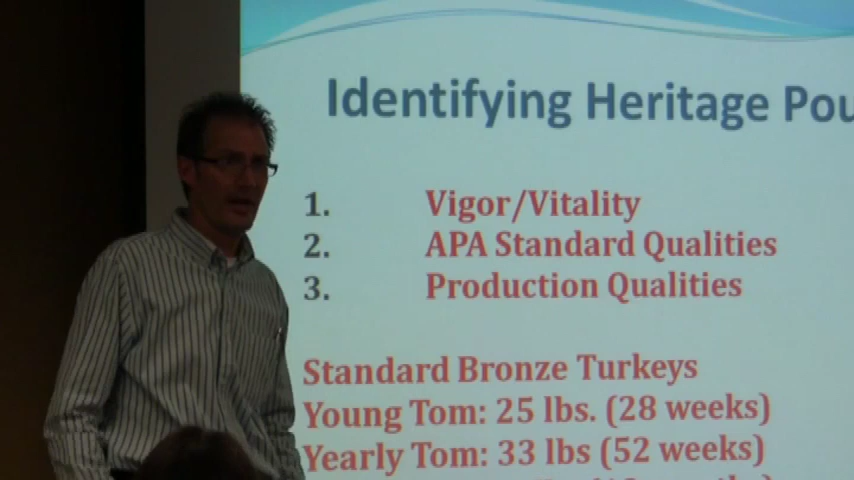 Identifying Heritage
1. Vigor/Vitality
2. APA Standard Qualities
3. Production Qualities
Standard Bronze Turkeys
Young Tom: 25 lbs. (28 weeks)
Yearly Tom: 33 lbs (52 weeks)